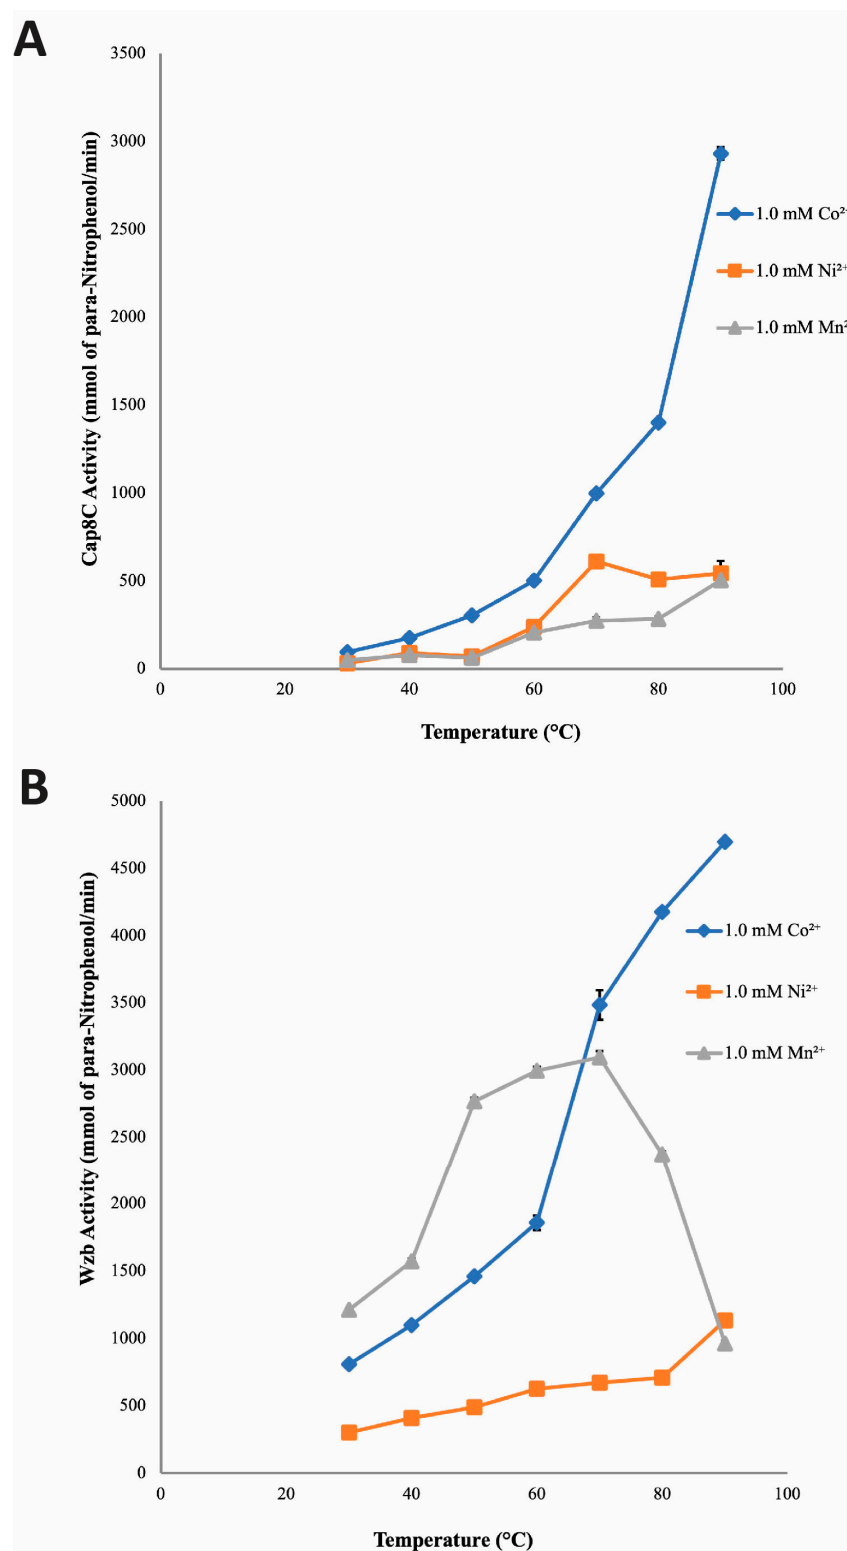 A
3500
3000
2500
2000
1500
1000
500
0
Cap8C Activity (mmol of para-Nitrophenol/min)
1.0 mM Co²⁺
1.0 mM Ni²⁺
1.0 mM Mn²
0 20 40 60 80 100
Temperature (°C)
B
5000
4500
4000
3500
3000
2500
2000
1500
1000
500
0
Wzb Activity (mmol of para-Nitrophenol/min)
1.0 mM Co²⁺
1.0 mM Ni²⁺
1.0 mM Mn²⁺
0 20 40 60 80 100
Temperature (°C)